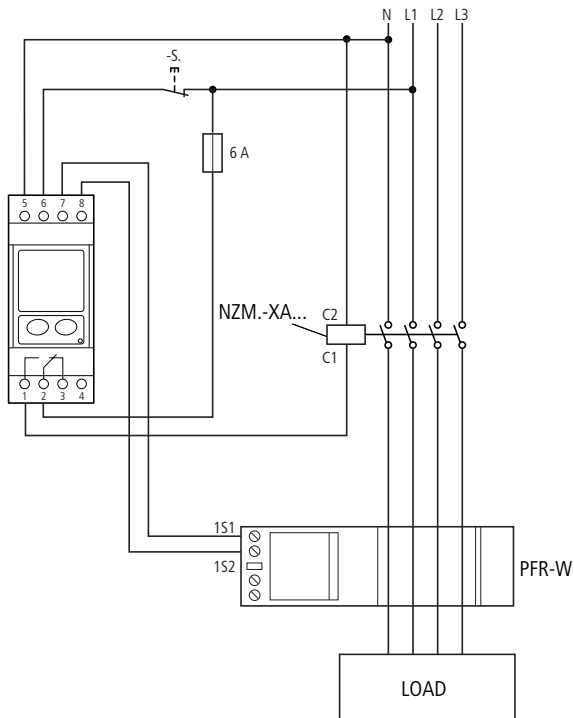 N L1 L2 L3
-S.
6 A
5 6 7 8
NZM.-XA...
C2
C1
1 2 3 4
1S1
1S2
PFR-W
LOAD